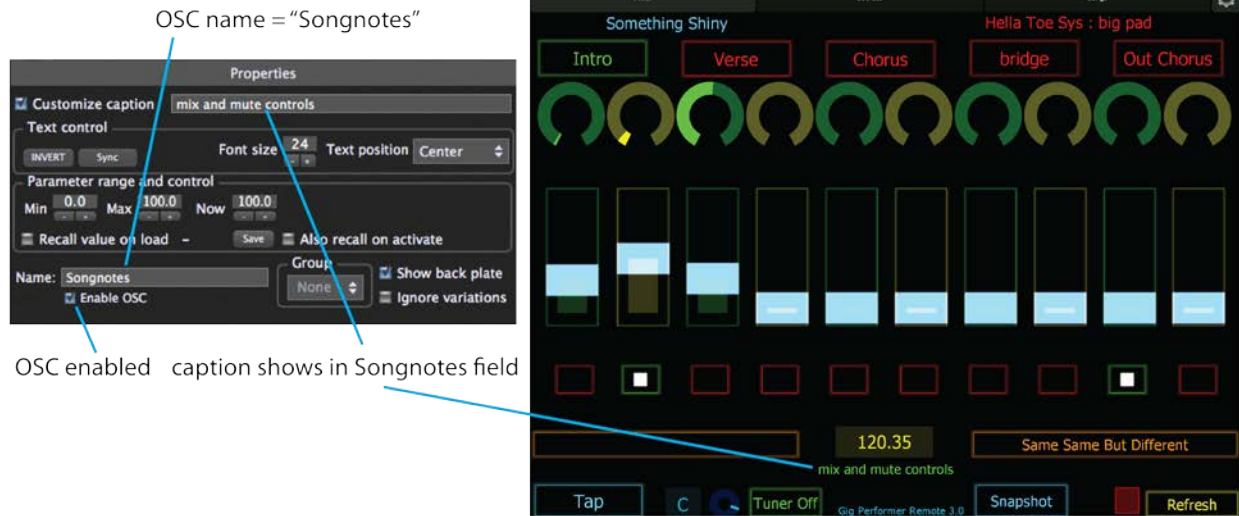 OSC name = "Songnotes"
Properties
Customize caption mix and mute controls
Text control
INVERT Sync Font size 24 Text position Center
- +
Parameter range and control
Min 0.0 Max 100.0 Now 100.0
- + - + - +
Recall value on load – Save Also recall on activate
Name: Songnotes Group None Show back plate
Enable OSC Ignore variations
OSC enabled caption shows in Songnotes field
Something Shiny Hella Toe Sys : big pad
Intro Verse Chorus bridge Out Chorus
120.35 Same Same But Different
mix and mute controls
Tap C Tuner Off Gig Performer Remote 3.0 Snapshot Refresh